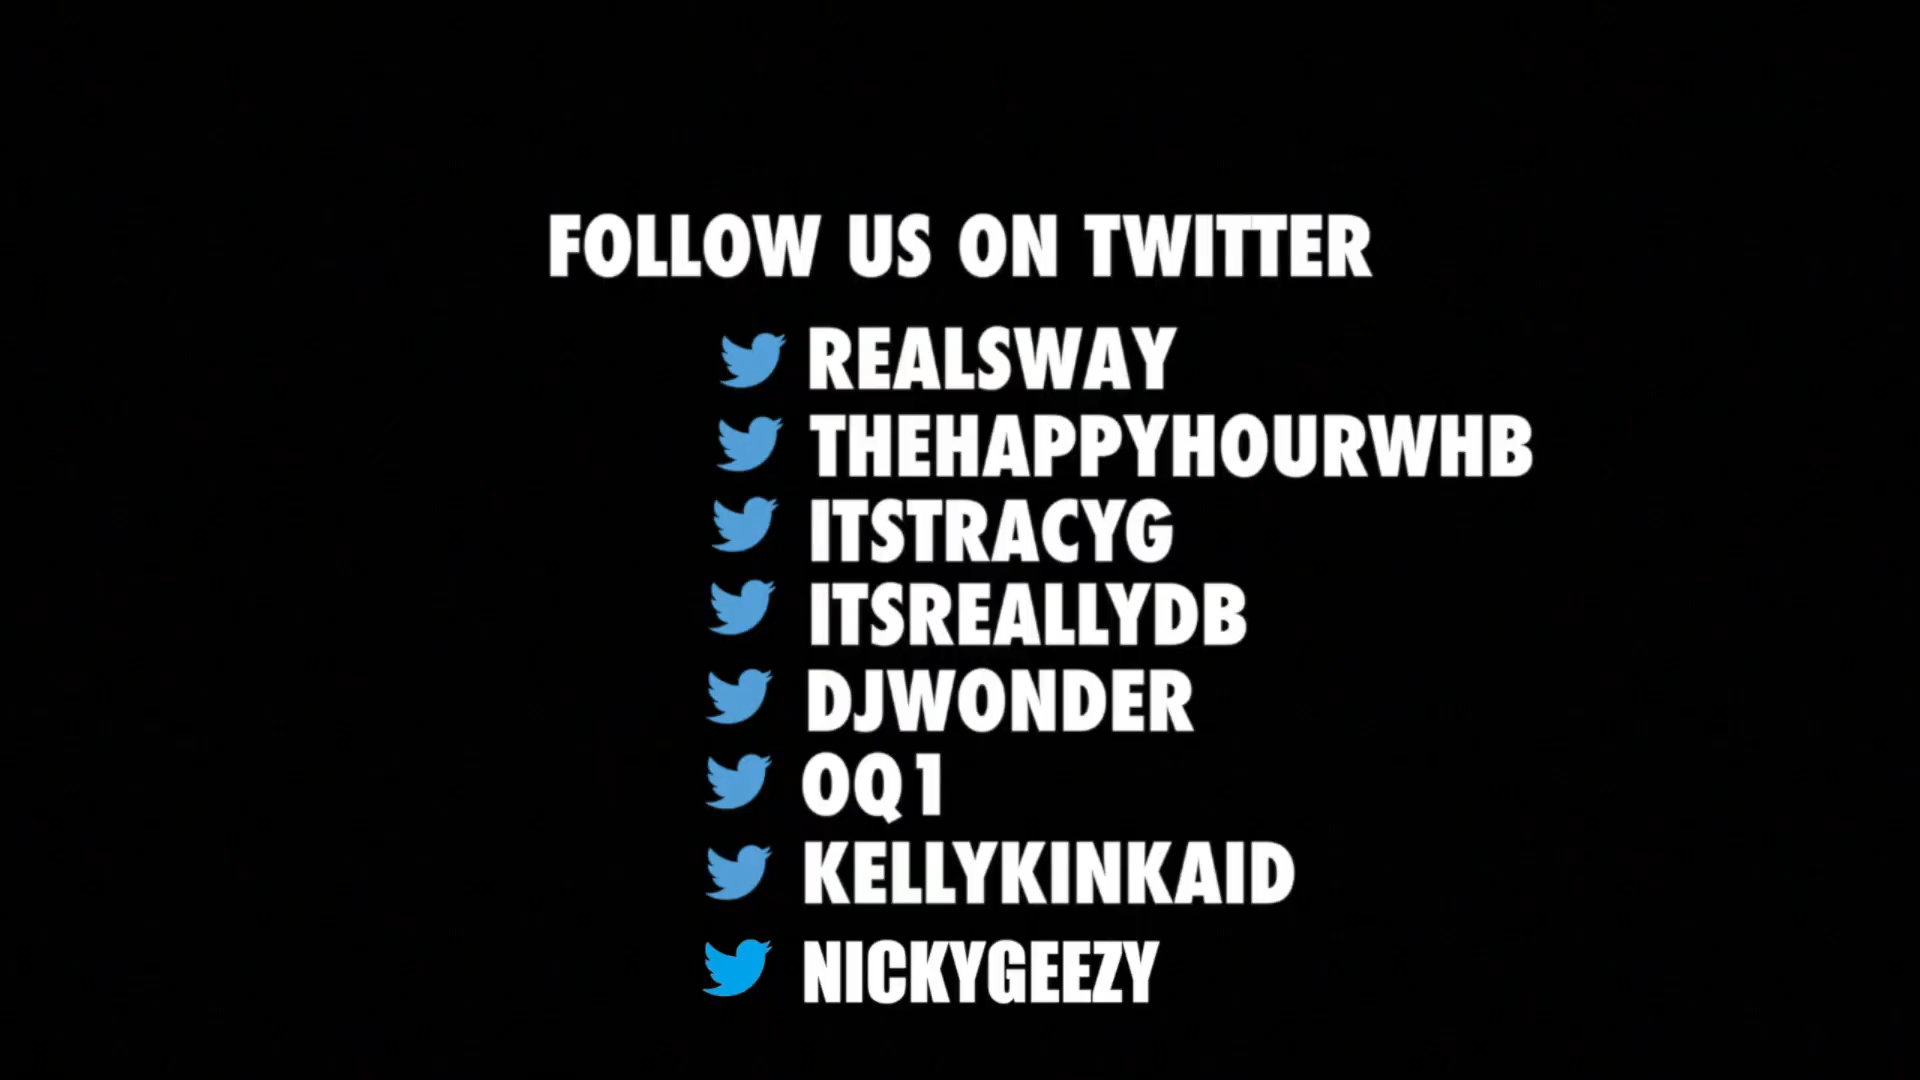 FOLLOW US ON TWITTER
REALSWAY
THEHAPPYHOURWHB
ITSTRACYG
ITSREALLYDB
DJWONDER
OQ1
KELLYKINKAID
NICKYGEEZY